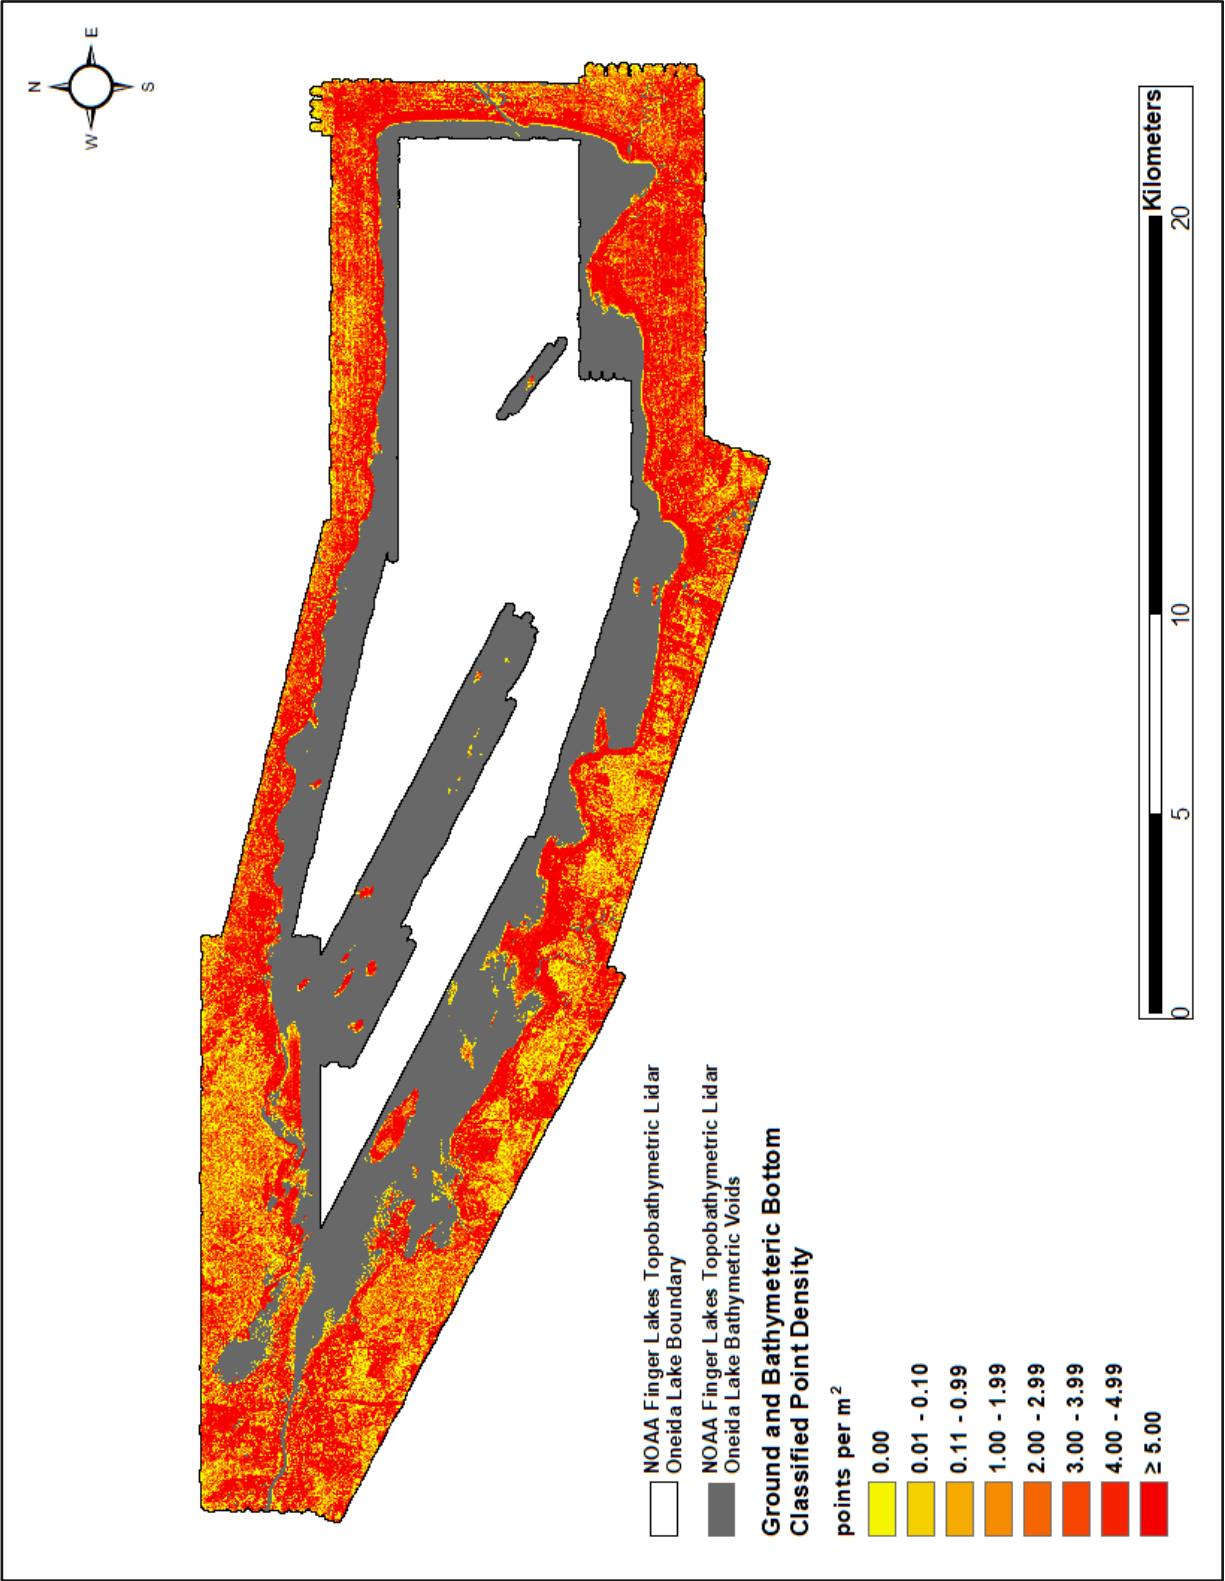 N
W E
S
NOAA Finger Lakes Topobathymetric Lidar
Oneida Lake Boundary
NOAA Finger Lakes Topobathymetric Lidar
Oneida Lake Bathymetric Voids
Ground and Bathymeteric Bottom
Classified Point Density
points per m²
0.00
0.01 - 0.10
0.11 - 0.99
1.00 - 1.99
2.00 - 2.99
3.00 - 3.99
4.00 - 4.99
≥ 5.00
Kilometers
0 5 10 20